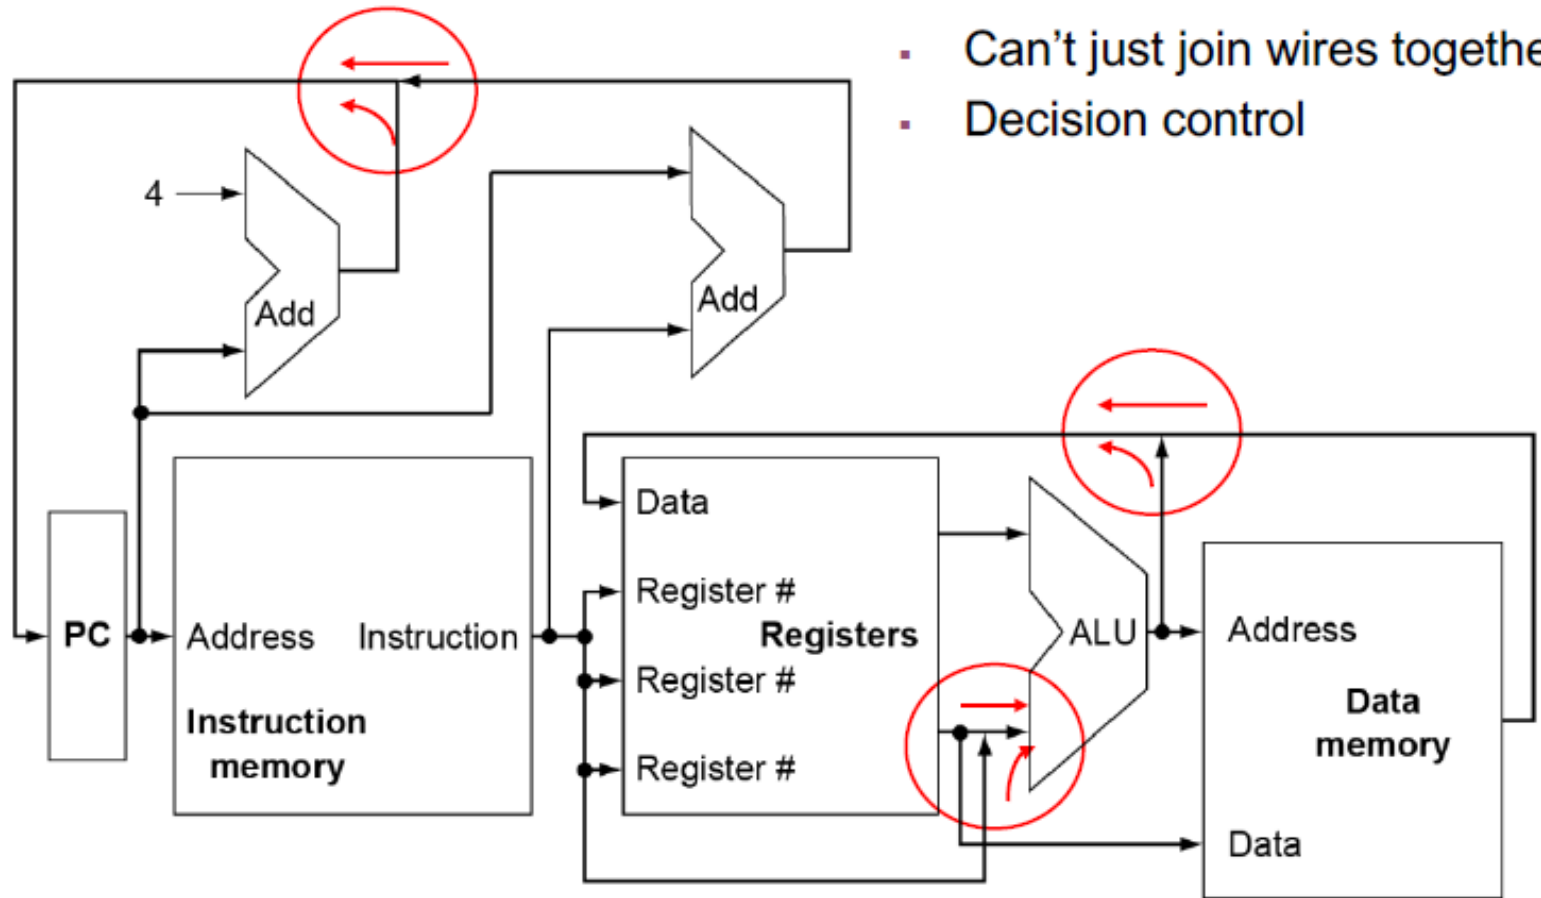 ▪ Can’t just join wires togethe
▪ Decision control
4
Add
Add
Data
Register #
PC
Address
Instruction
Registers
ALU
Address
Register #
Instruction
memory
Data
memory
Register #
Data